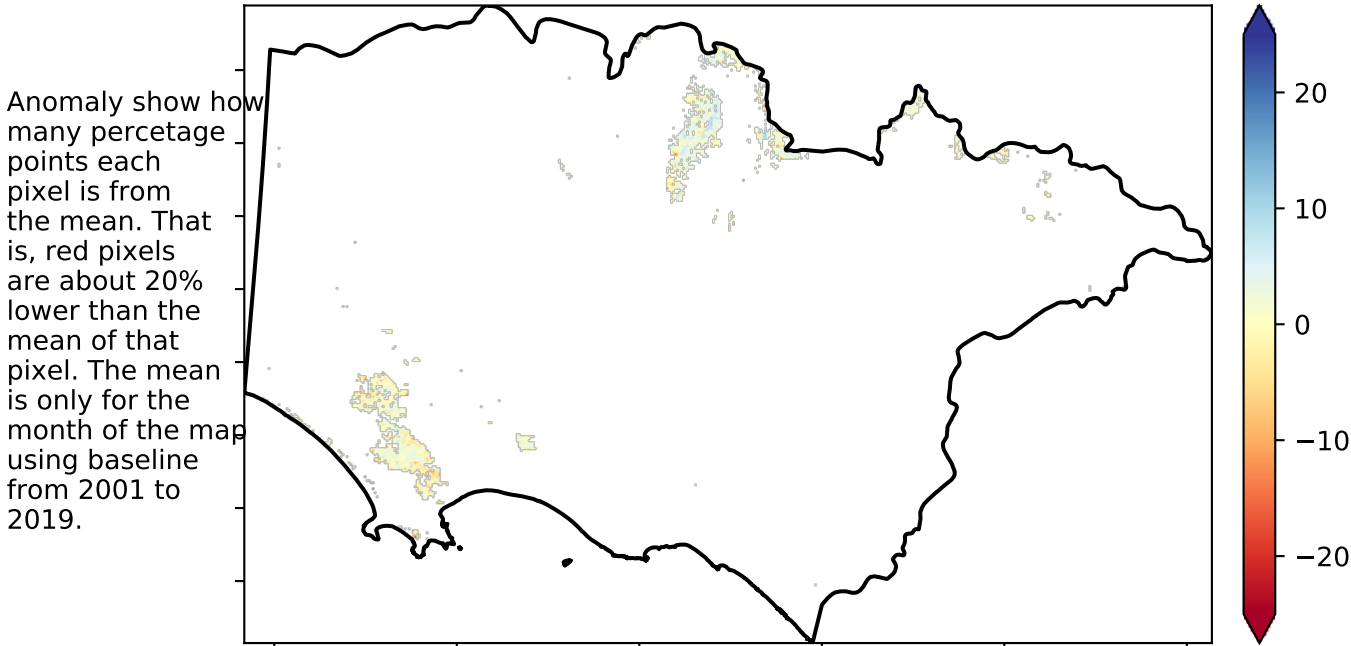 Anomaly show how
many percetage
points each
pixel is from
the mean. That
is, red pixels
are about 20%
lower than the
mean of that
pixel. The mean
is only for the
month of the map
using baseline
from 2001 to
2019.
20
10
0
−10
−20